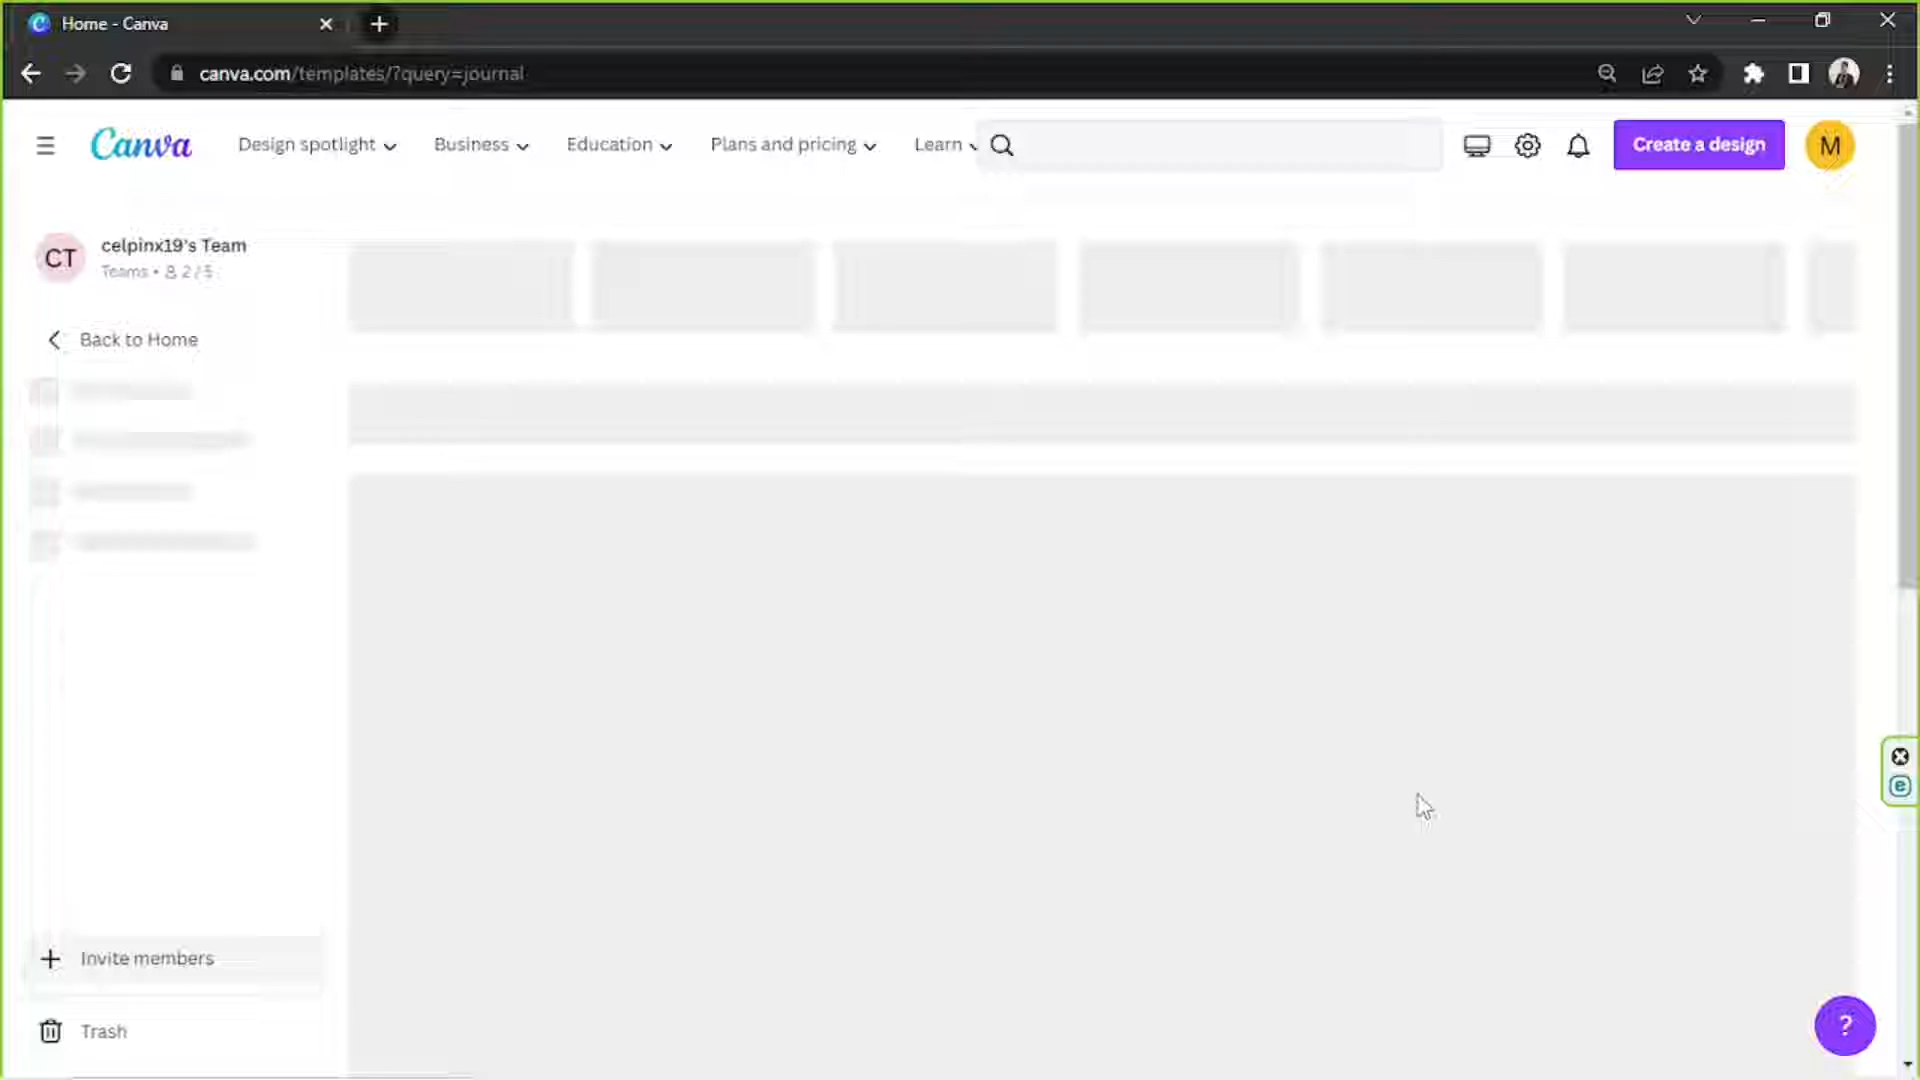 Home - Canva
canva.com/templates/?query=journal
Canva
Design spotlight
Business
Education
Plans and pricing
Learn
Create a design
M
CT
celpinx19's Team
Teams • 2/5
Back to Home
Invite members
Trash
?